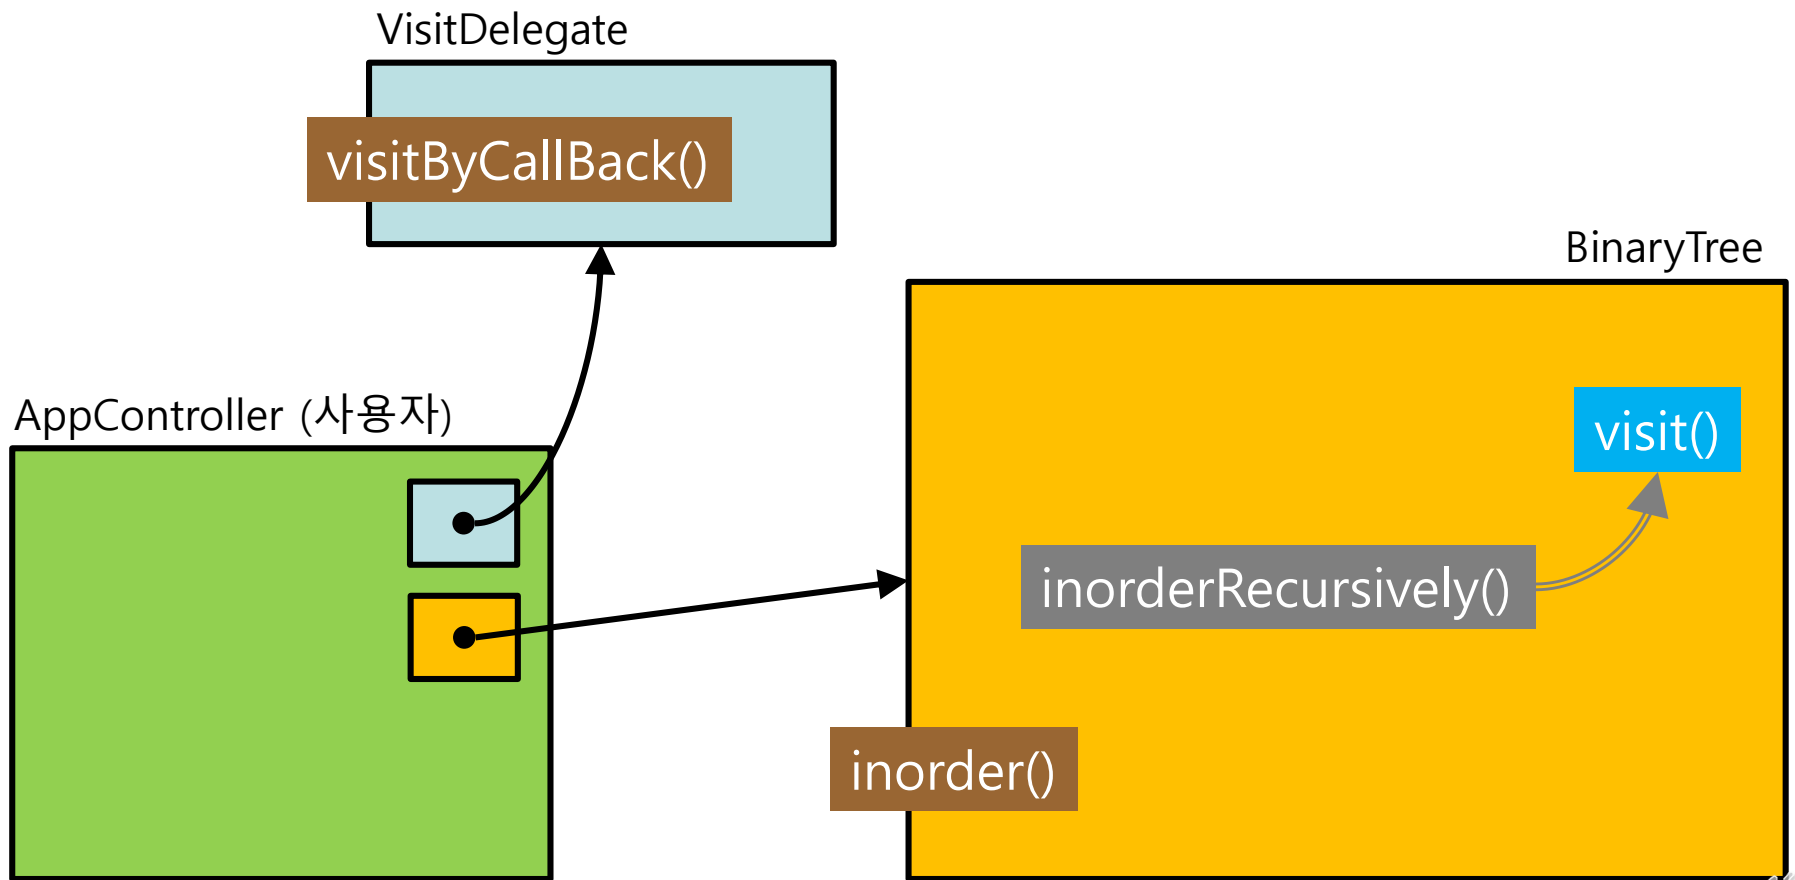 VisitDelegate
visitByCallBack()
BinaryTree
AppController (사용자)
visit()
inorderRecursively()
inorder()